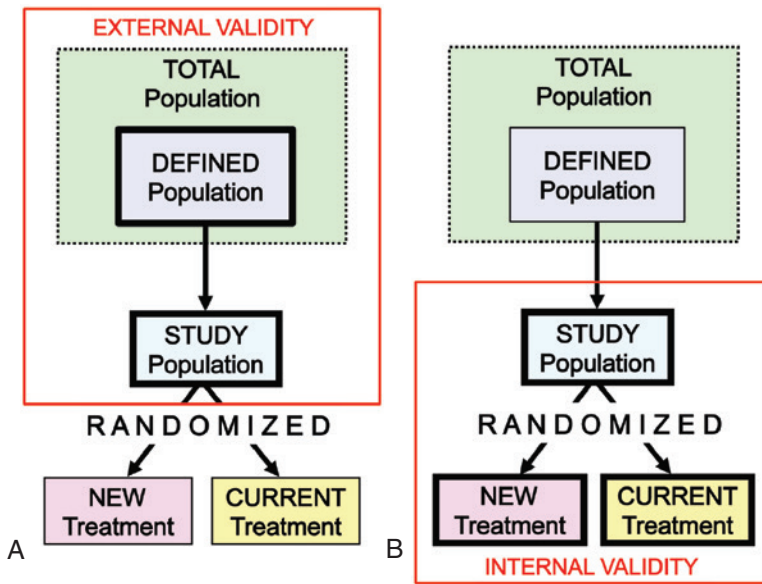 EXTERNAL VALIDITY
TOTAL
Population
DEFINED
Population
STUDY
Population
RANDOMIZED
NEW
Treatment
CURRENT
Treatment
A
TOTAL
Population
DEFINED
Population
STUDY
Population
RANDOMIZED
NEW
Treatment
CURRENT
Treatment
INTERNAL VALIDITY
B